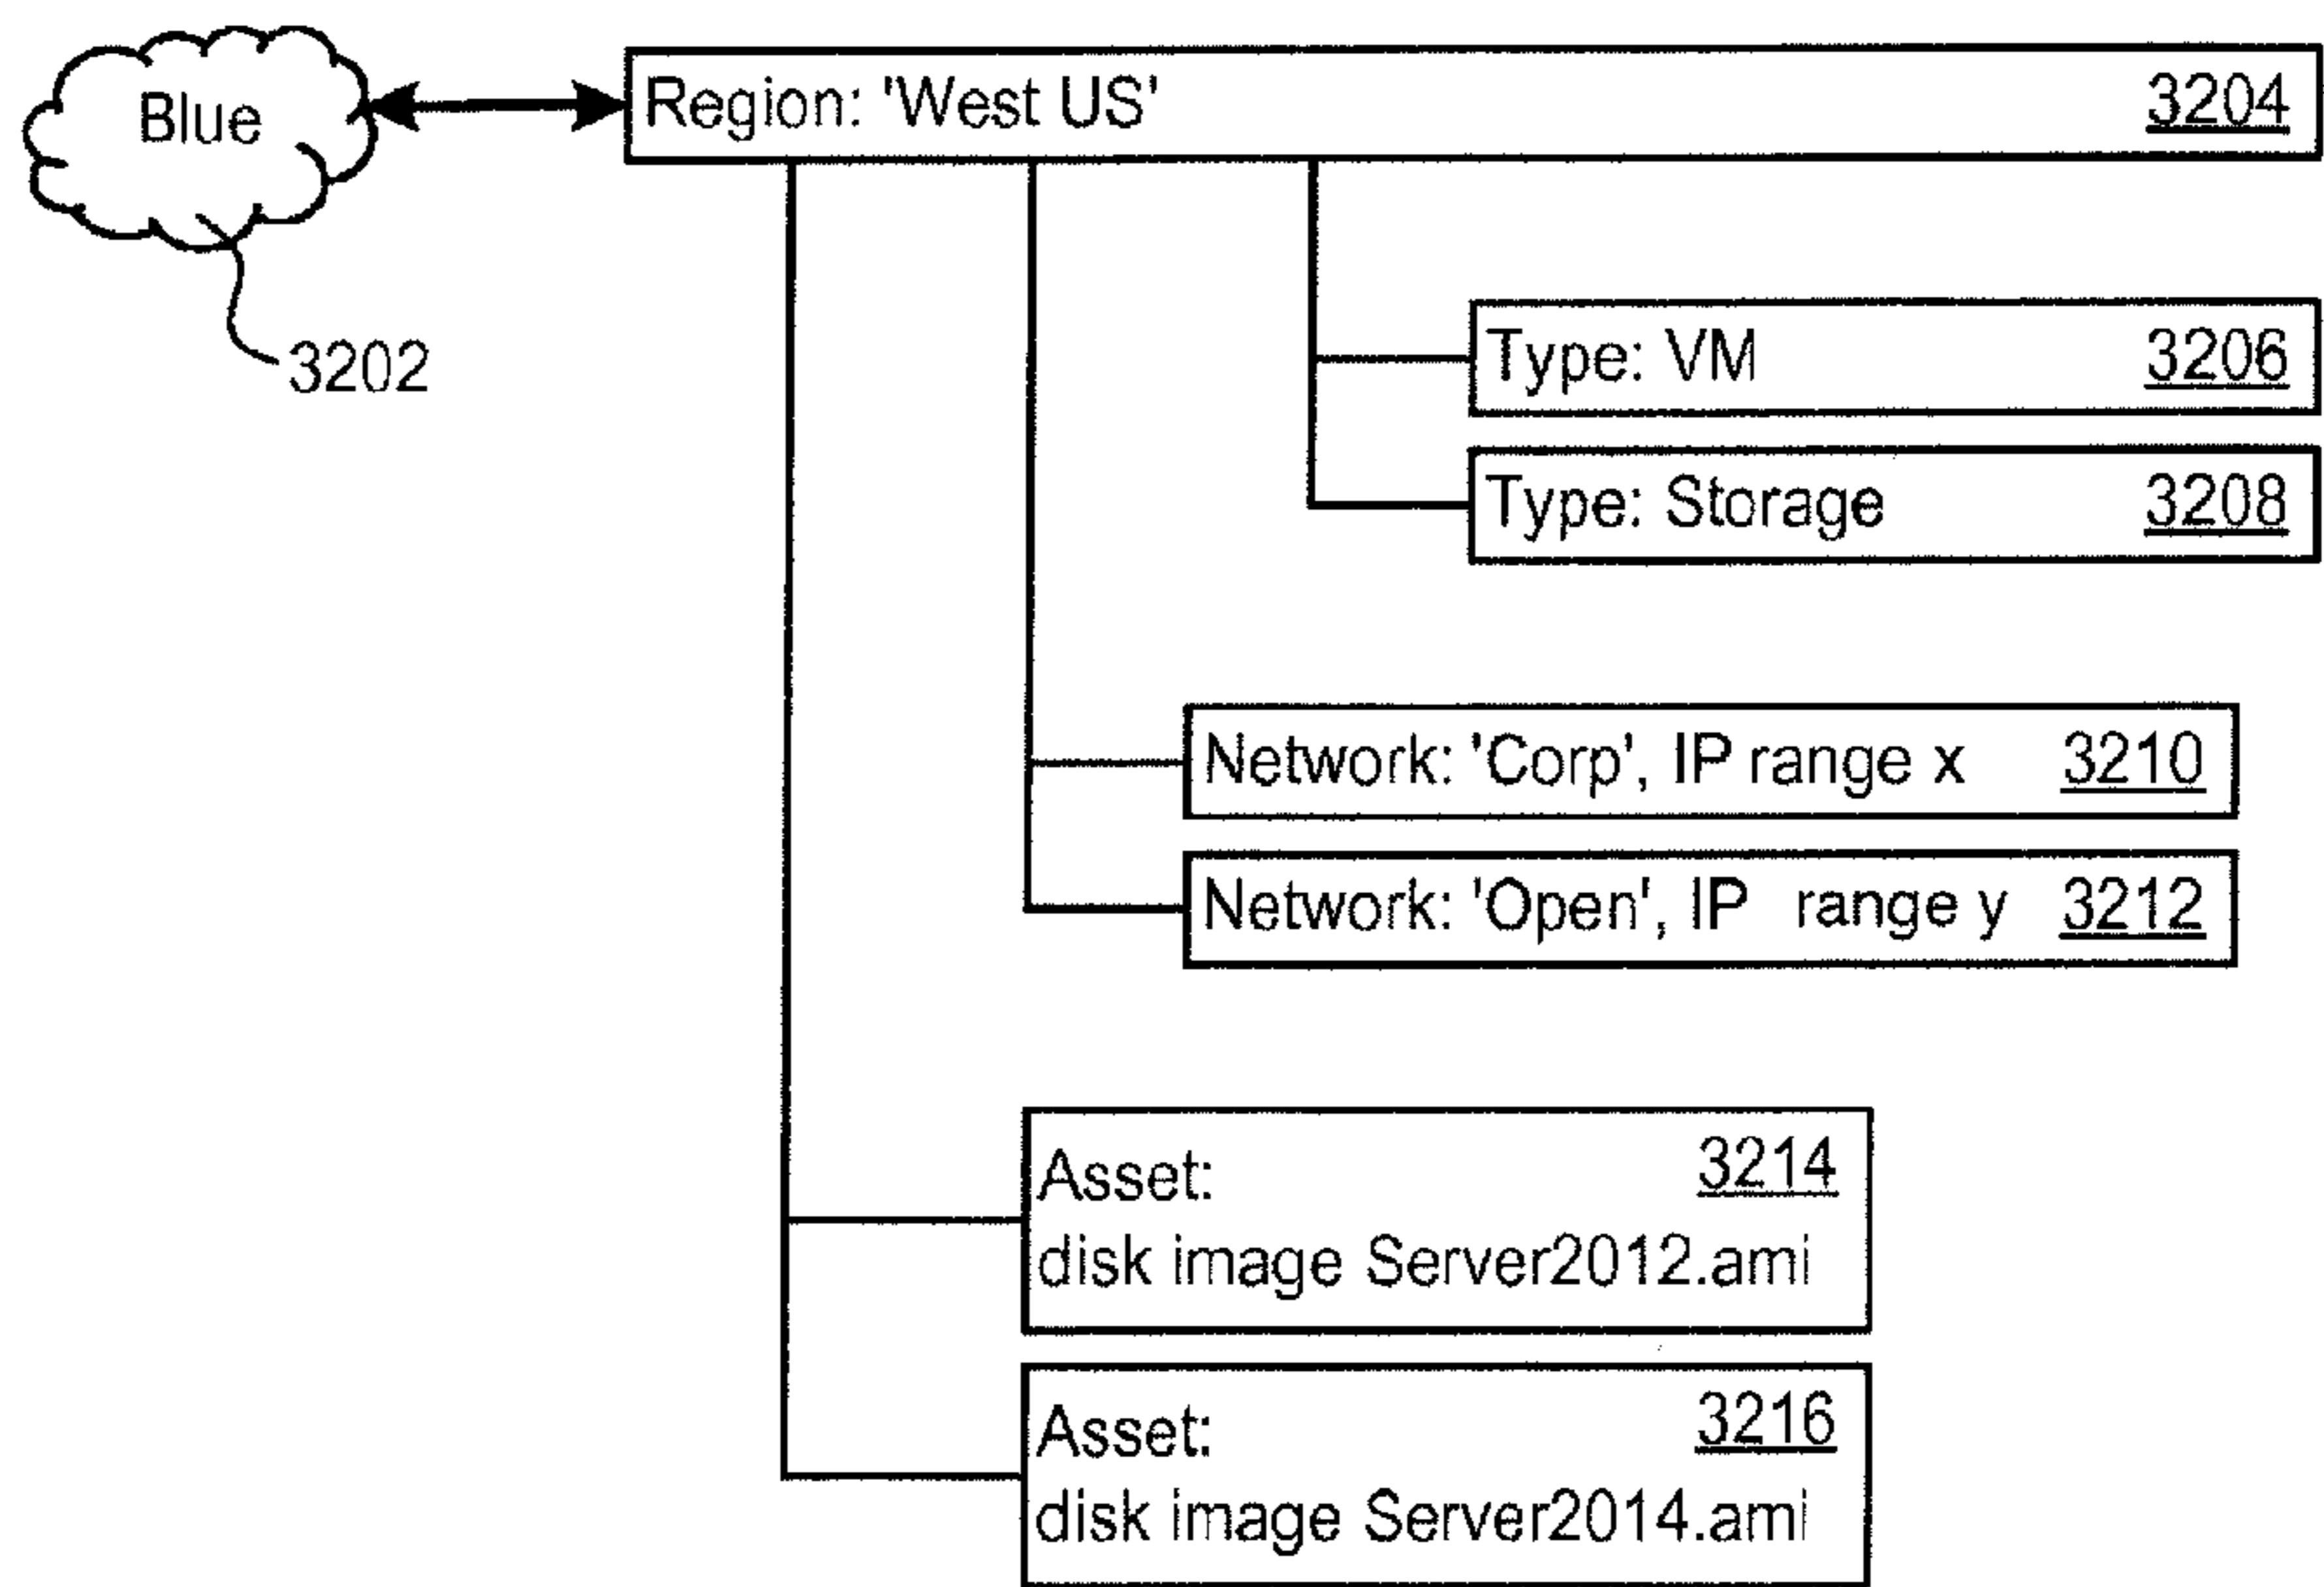 Blue
Region: 'West US' 3204
3202
Type: VM 3206
Type: Storage 3208
Network: 'Corp', IP range x 3210
Network: 'Open', IP range y 3212
Asset: 3214
disk image Server2012.ami
Asset: 3216
disk image Server2014.ami